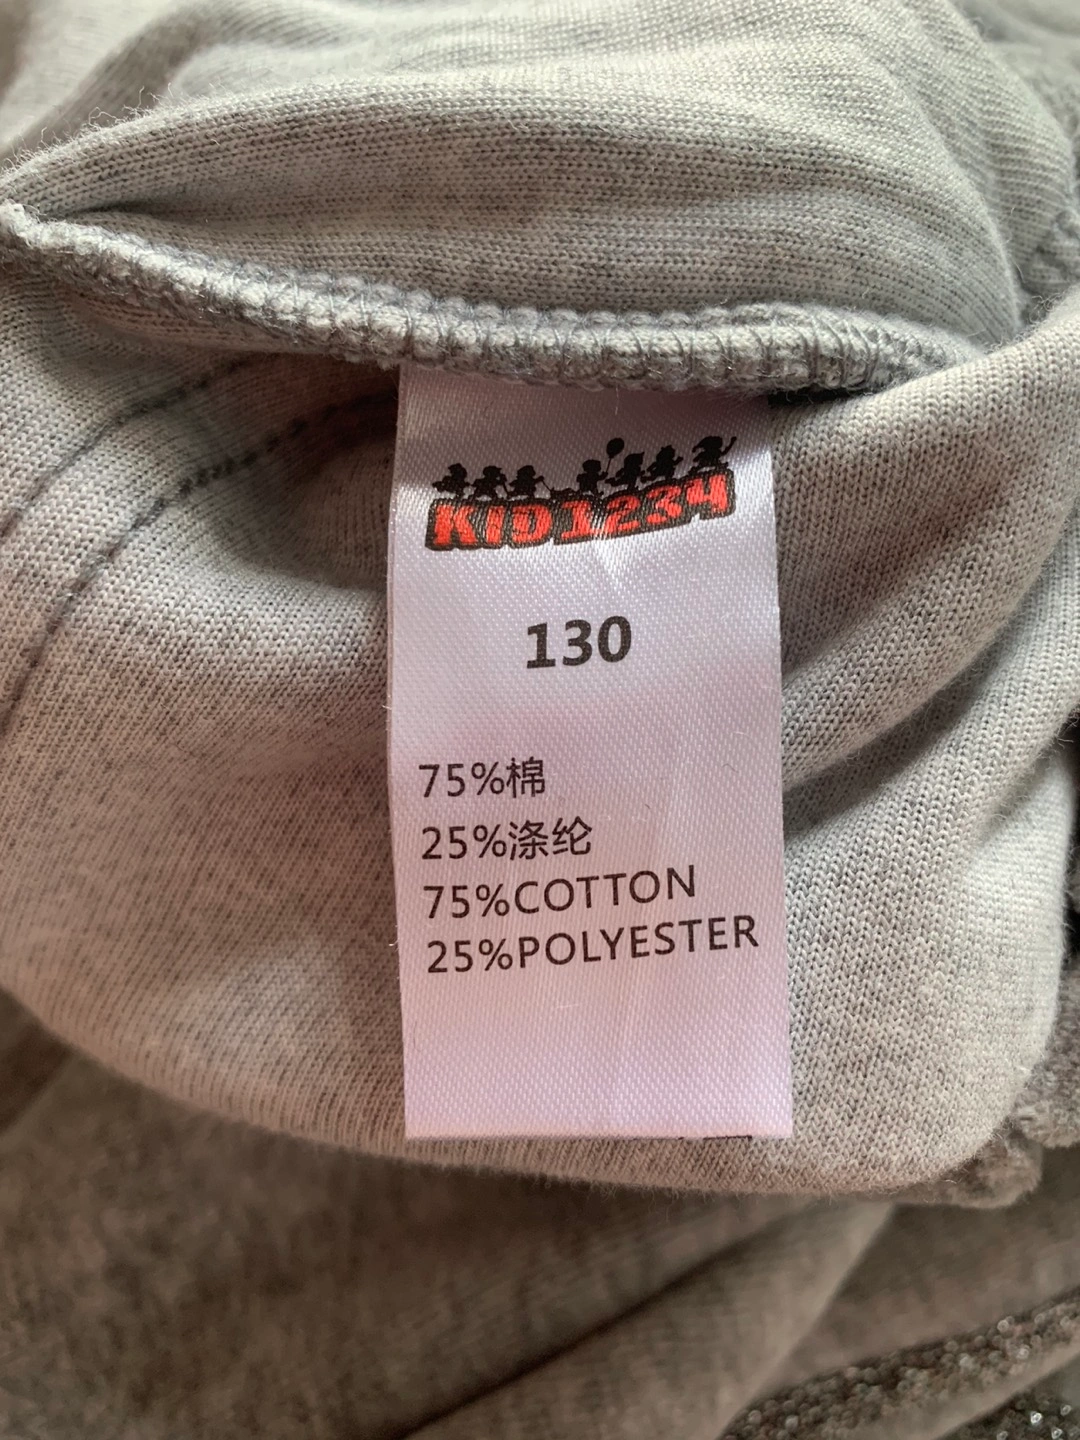 KID1234
130
75%棉
25%涤纶
75%COTTON
25%POLYESTER